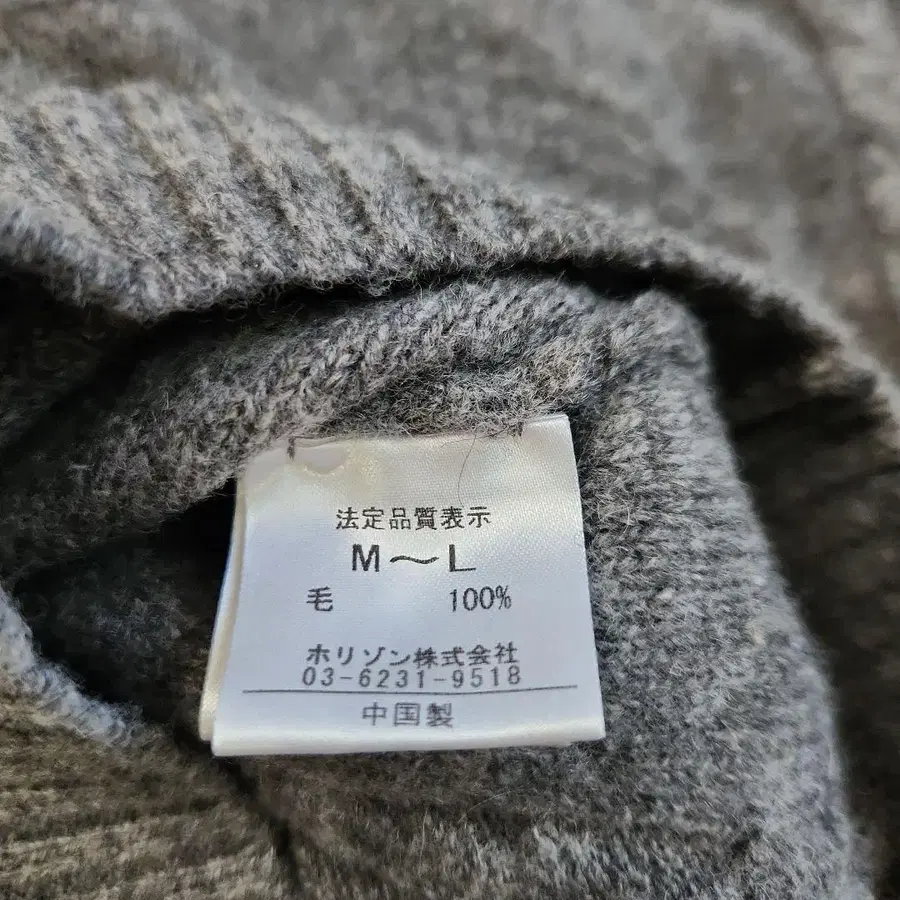 法定品質表示
M～L
毛 100%
ホリゾン株式会社
03-6231-9518
中国製